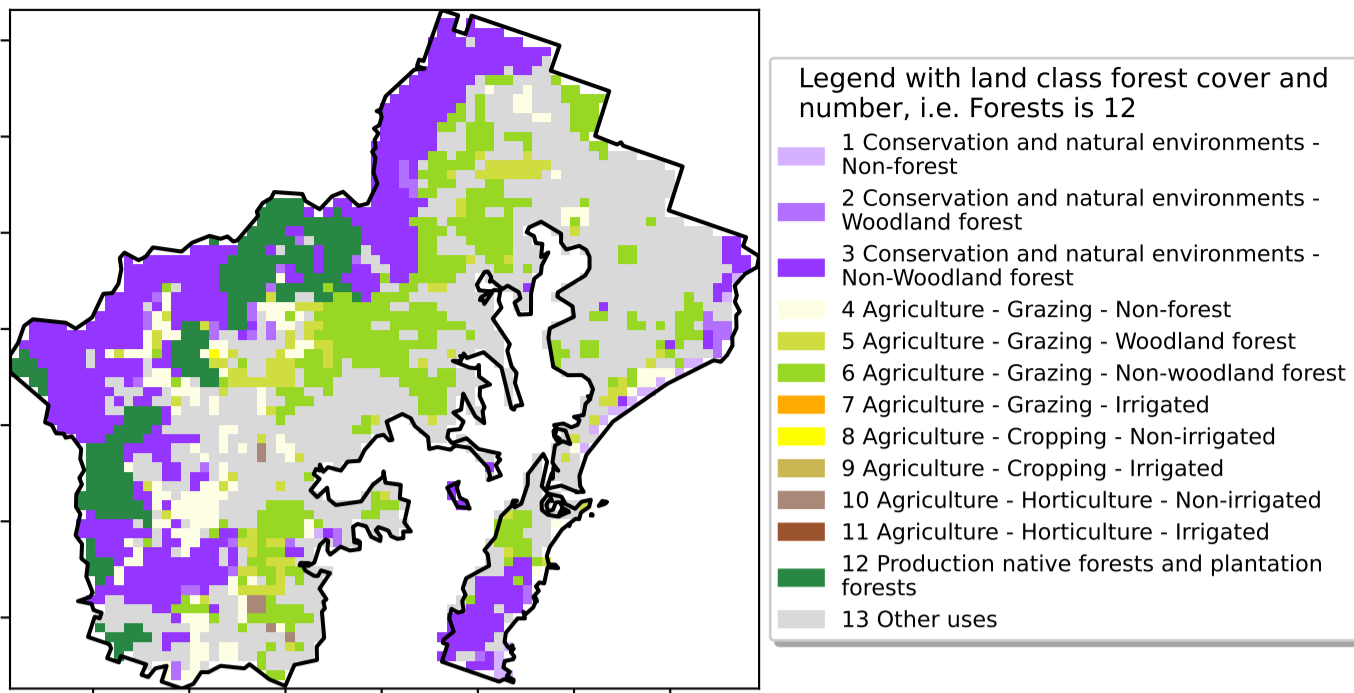 Legend with land class forest cover and
number, i.e. Forests is 12
1 Conservation and natural environments -
Non-forest
2 Conservation and natural environments -
Woodland forest
3 Conservation and natural environments -
Non-Woodland forest
4 Agriculture - Grazing - Non-forest
5 Agriculture - Grazing - Woodland forest
6 Agriculture - Grazing - Non-woodland forest
7 Agriculture - Grazing - Irrigated
8 Agriculture - Cropping - Non-irrigated
9 Agriculture - Cropping - Irrigated
10 Agriculture - Horticulture - Non-irrigated
11 Agriculture - Horticulture - Irrigated
12 Production native forests and plantation
forests
13 Other uses